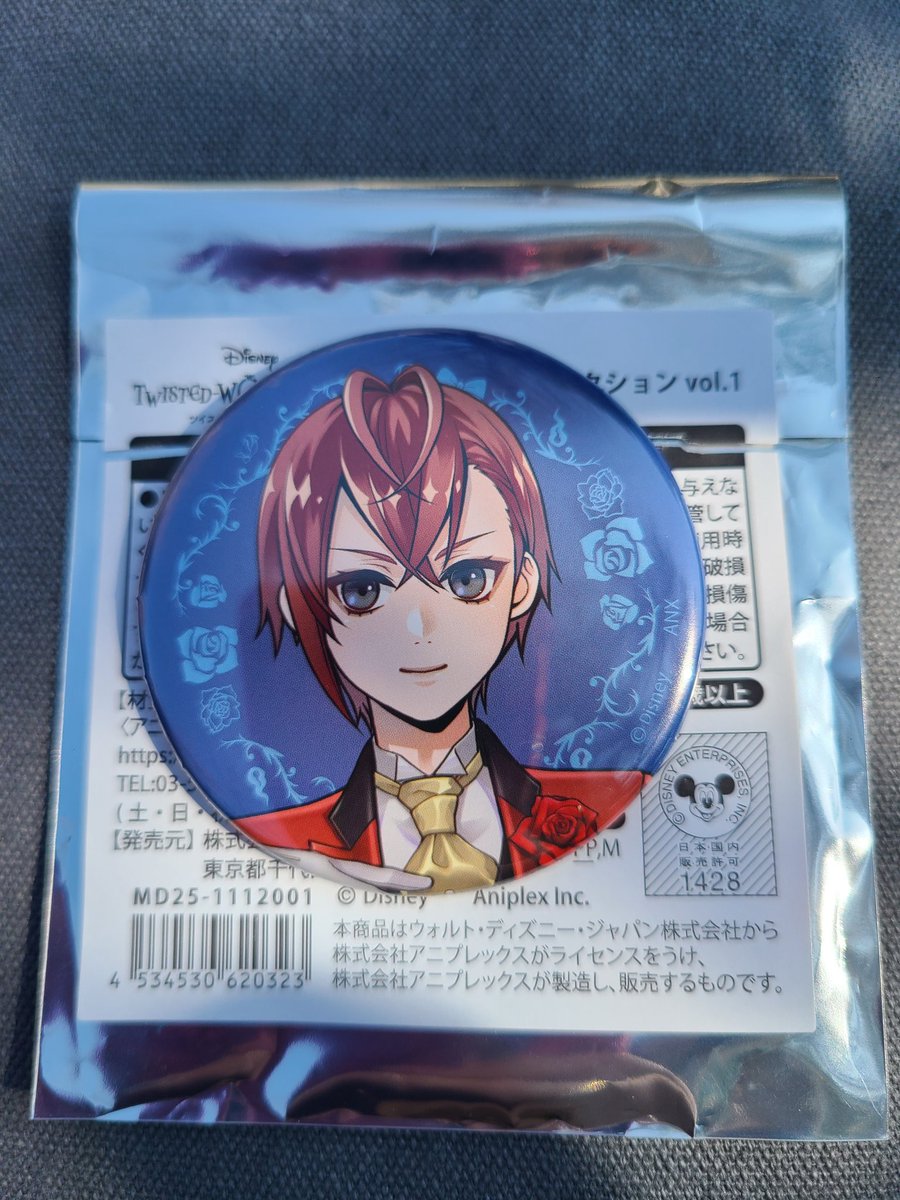 Disney
TWISTED-WO
クション vol.1
与えな
管して
用時
破損
損傷
場合
さい。
以上
【材
〈アニ
https:
TEL:03-
(土・日・
【発売元】株式
東京都千代
P,M
MD25-1112001
© Disney
Aniplex Inc.
4 534530 620323
本商品はウォルト・ディズニー・ジャパン株式会社から
株式会社アニプレックスがライセンスをうけ、
株式会社アニプレックスが製造し、販売するものです。
©DISNEY ENTERPRISES INC.
日本国内
販売許可
1428
©Disney ANX